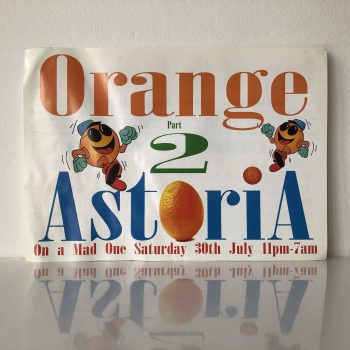 Orange
Part
2
AstoriA
On a Mad One Saturday 30th July 11pm-7am